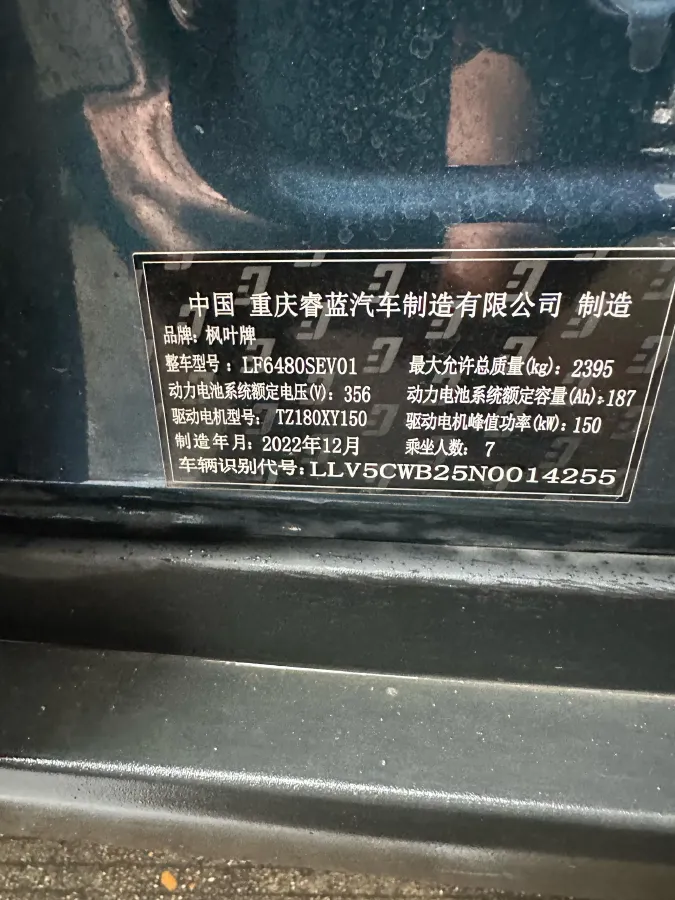 中国 重庆睿蓝汽车制造有限公司 制造
品牌: 枫叶牌
整车型号: LF6480SEV01 最大允许总质量(kg): 2395
动力电池系统额定电压(V): 356 动力电池系统额定容量(Ah): 187
驱动电机型号: TZ180XY150 驱动电机峰值功率(kW): 150
制造年月: 2022年12月 乘坐人数: 7
车辆识别代号: LLV5CWB25N0014255